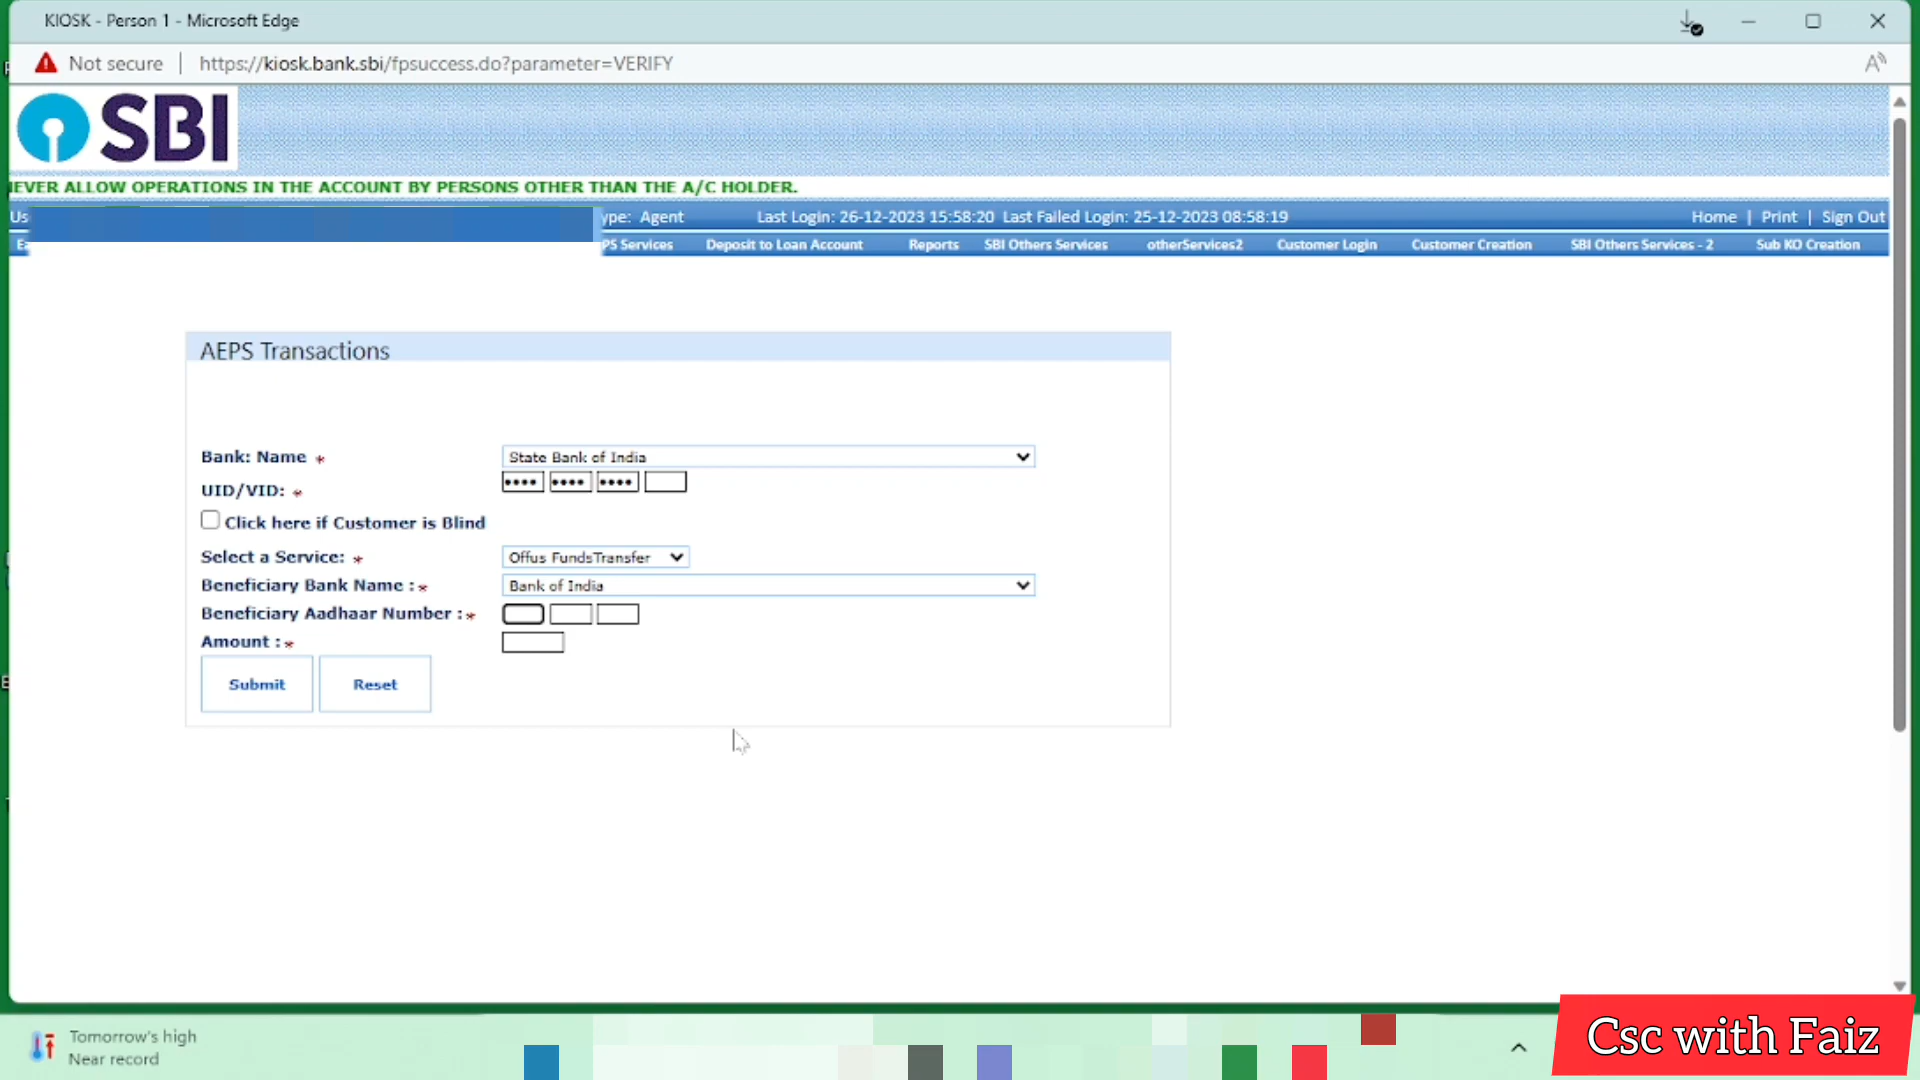 KIOSK - Person 1 - Microsoft Edge
Not secure | https://kiosk.bank.sbi/fpsuccess.do?parameter=VERIFY
SBI
EVER ALLOW OPERATIONS IN THE ACCOUNT BY PERSONS OTHER THAN THE A/C HOLDER.
Us ype: Agent Last Login: 26-12-2023 15:58:20 Last Failed Login: 25-12-2023 08:58:19 Home | Print | Sign Out
PS Services Deposit to Loan Account Reports SBI Others Services otherServices2 Customer Login Customer Creation SBI Others Services - 2 Sub KO Creation
AEPS Transactions
Bank: Name * State Bank of India
UID/VID: * •••• •••• ••••
Click here if Customer is Blind
Select a Service: * Offus FundsTransfer
Beneficiary Bank Name : * Bank of India
Beneficiary Aadhaar Number : *
Amount : *
Submit Reset
Tomorrow's high
Near record
Csc with Faiz